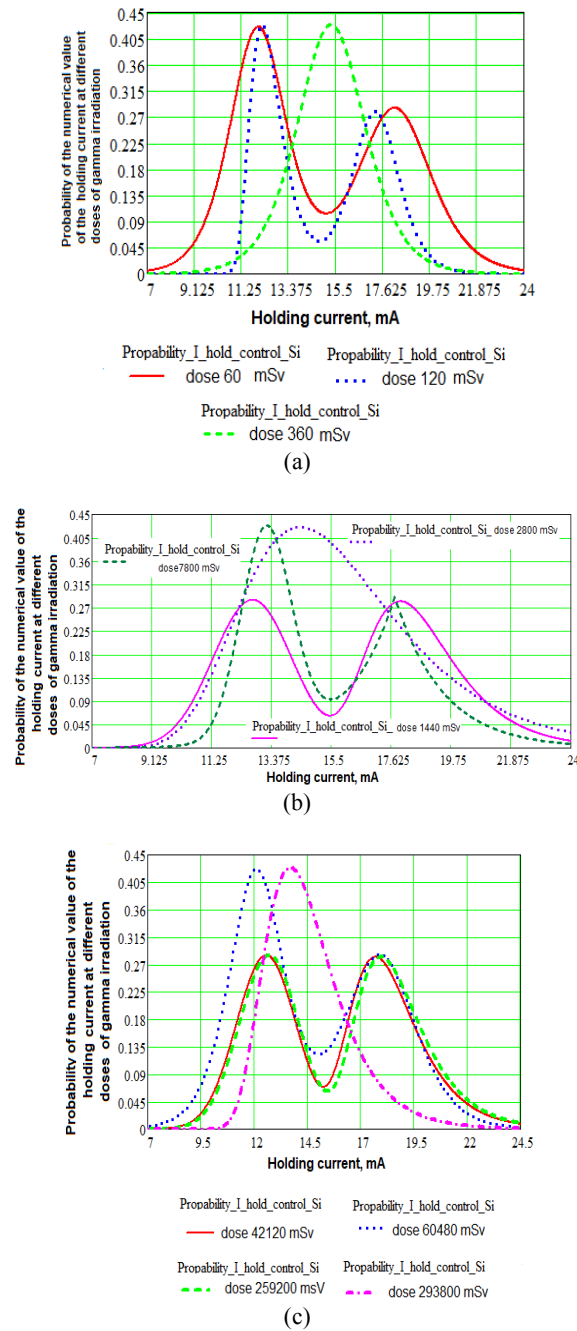 Probability of the numerical value
of the holding current at different
doses of gamma irradiation
0.45
0.405
0.36
0.315
0.27
0.225
0.18
0.135
0.09
0.045
0
7 9.125 11.25 13.375 15.5 17.625 19.75 21.875 24
Holding current, mA
Propability_I_hold_control_Si Propability_I_hold_control_Si
dose 60 mSv dose 120 mSv
Propability_I_hold_control_Si
dose 360 mSv
(a)
Probability of the numerical value of the
holding current at different
doses of gamma irradiation
0.45
0.405
0.36
0.315
0.27
0.225
0.18
0.135
0.09
0.045
0
Propability_I_hold_control_Si_ dose 2800 mSv
Propability_I_hold_control_Si
dose7800 mSv
Propability_I_hold_control_Si_ dose 1440 mSv
7 9.125 11.25 13.375 15.5 17.625 19.75 21.875 24
Holding current, mA
(b)
Probability of the numerical value of the
holding current at different
doses of gamma irradiation
0.45
0.405
0.36
0.315
0.27
0.225
0.18
0.135
0.09
0.045
0
7 9.5 12 14.5 17 19.5 22 24.5
Holding current, mA
Propability_I_hold_control_Si Propability_I_hold_control_Si
dose 42120 mSv dose 60480 mSv
Propability_I_hold_control_Si Propability_I_hold_control_Si
dose 259200 msV dose 293800 mSv
(c)